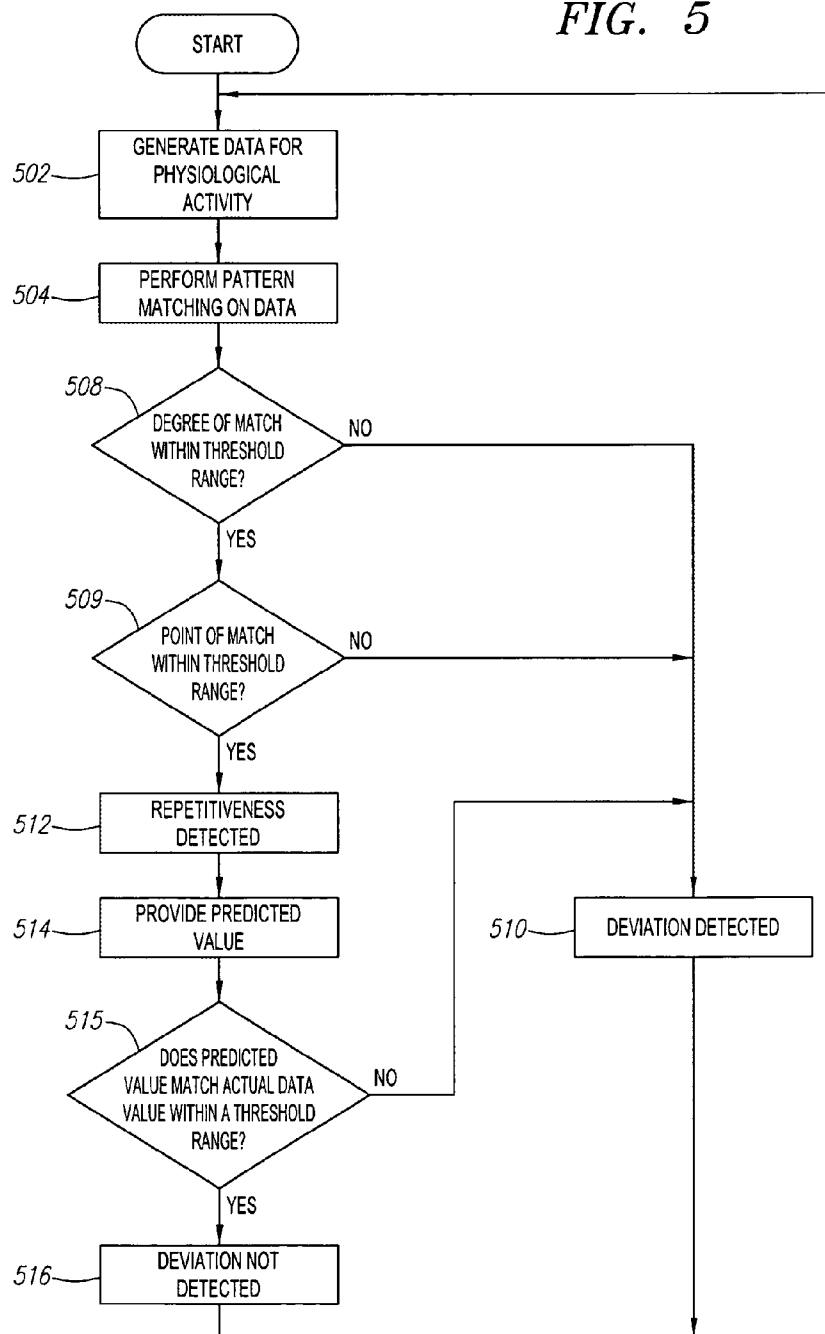 FIG. 5
START
502
GENERATE DATA FOR
PHYSIOLOGICAL
ACTIVITY
504
PERFORM PATTERN
MATCHING ON DATA
508
DEGREE OF MATCH
WITHIN THRESHOLD
RANGE?
NO
YES
509
POINT OF MATCH
WITHIN THRESHOLD
RANGE?
NO
YES
512
REPETITIVENESS
DETECTED
514
PROVIDE PREDICTED
VALUE
510
DEVIATION DETECTED
515
DOES PREDICTED
VALUE MATCH ACTUAL DATA
VALUE WITHIN A THRESHOLD
RANGE?
NO
YES
516
DEVIATION NOT
DETECTED